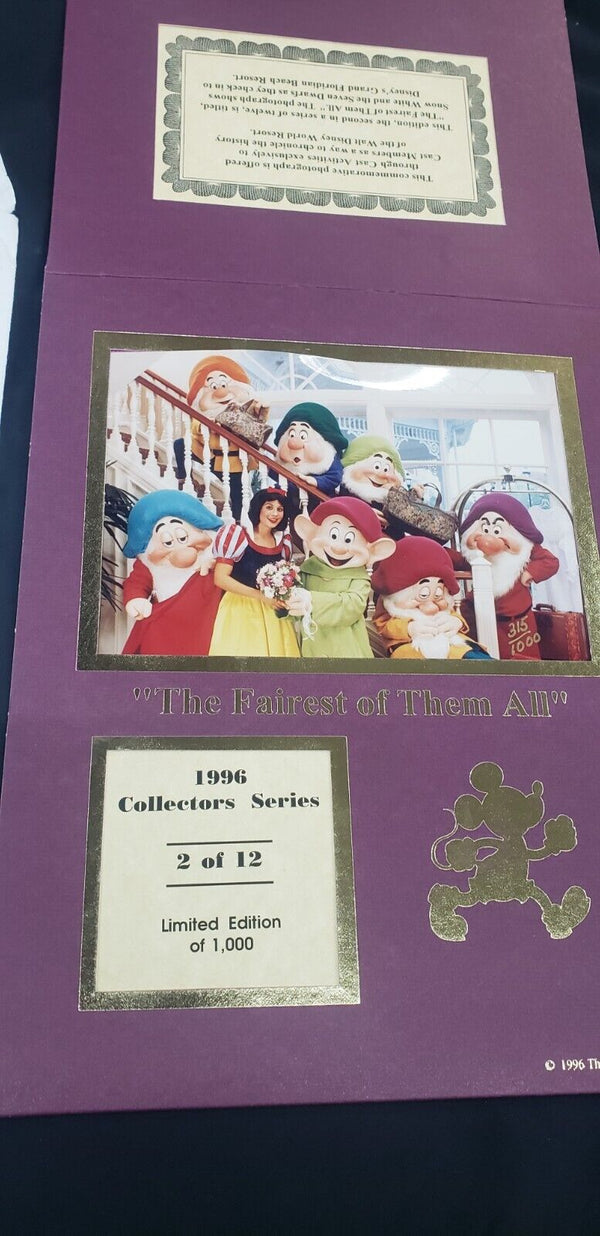 This commemorative photograph is offered
through Cast Activities exclusively to
Cast Members as a way to chronicle the history
of the Walt Disney World Resort.
This edition, the second in a series of twelve, is titled,
"The Fairest of Them All". The photograph shows
Snow White and the Seven Dwarfs as they check in to
Disney's Grand Floridian Beach Resort.
315
1000
"The Fairest of Them All"
1996
Collectors Series
2 of 12
Limited Edition
of 1,000
© 1996 Th